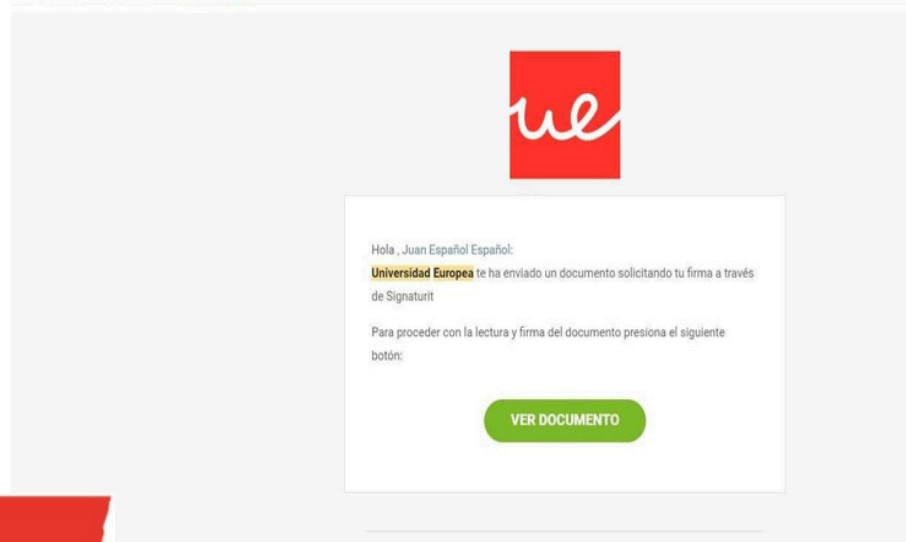 ue
Hola , Juan Español Español:
Universidad Europea te ha enviado un documento solicitando tu firma a través
de Signaturit
Para proceder con la lectura y firma del documento presiona el siguiente
botón:
VER DOCUMENTO